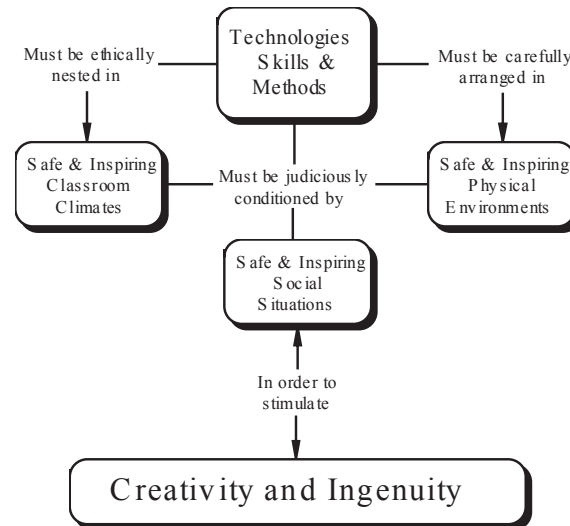 Technologies
Skills &
Methods
Must be ethically
nested in
Must be carefully
arranged in
Safe & Inspiring
Classroom
Climates
Must be judiciously
conditioned by
Safe & Inspiring
Physical
Environments
Safe & Inspiring
Social
Situations
In order to
stimulate
Creativity and Ingenuity